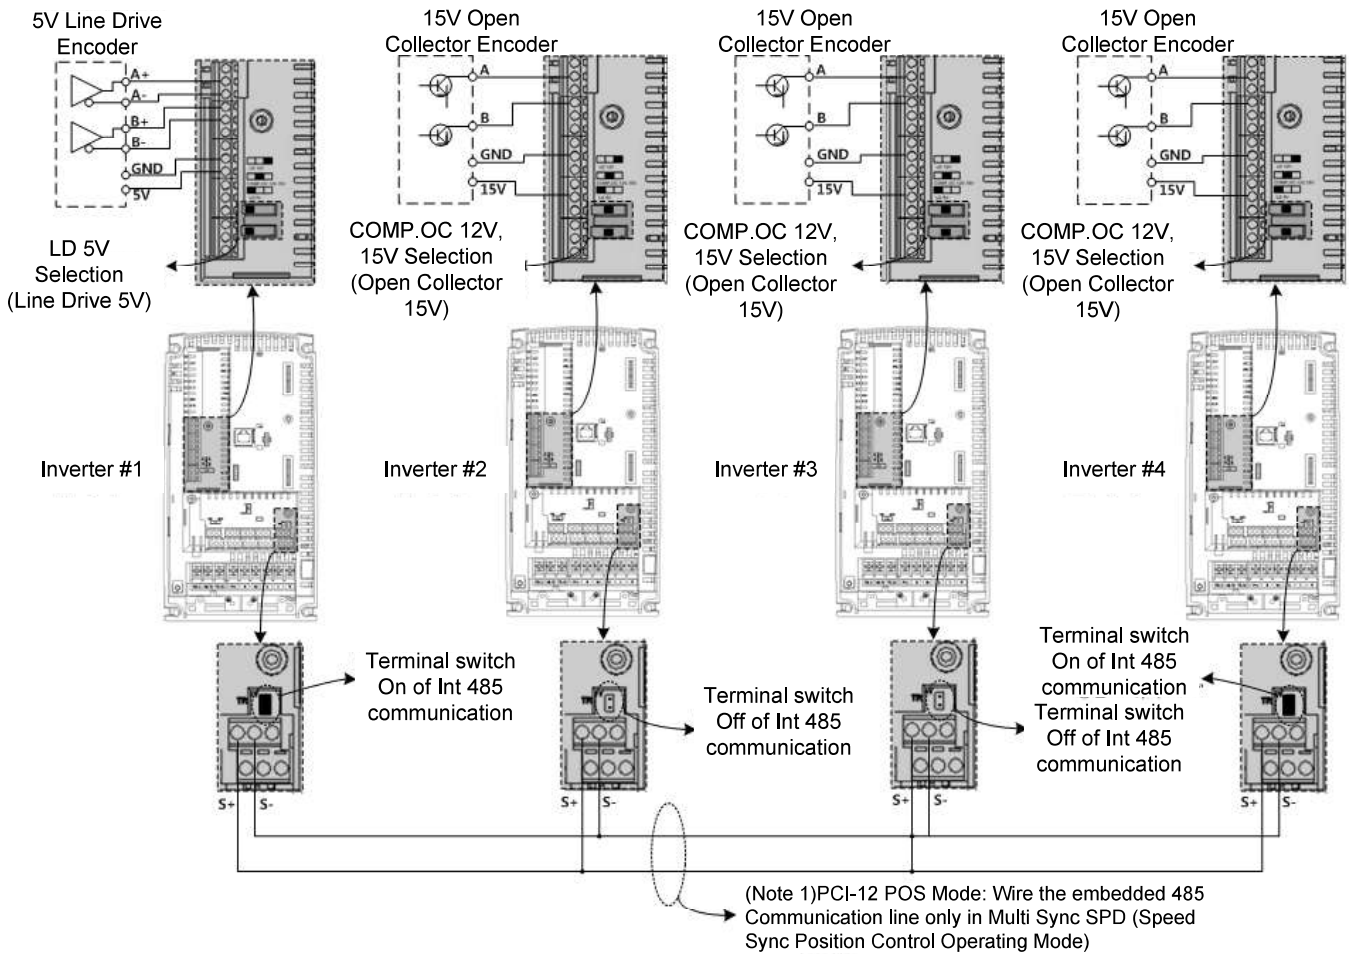 5V Line Drive
Encoder
A+
A-
B+
B-
GND
5V
LD 5V
Selection
(Line Drive 5V)
15V Open
Collector Encoder
A
B
GND
15V
COMP.OC 12V,
15V Selection
(Open Collector
15V)
15V Open
Collector Encoder
A
B
GND
15V
COMP.OC 12V,
15V Selection
(Open Collector
15V)
15V Open
Collector Encoder
A
B
GND
15V
COMP.OC 12V,
15V Selection
(Open Collector
15V)
Inverter #1
Inverter #2
Inverter #3
Inverter #4
Terminal switch
On of Int 485
communication
Terminal switch
Off of Int 485
communication
Terminal switch
On of Int 485
communication
Terminal switch
Off of Int 485
communication
S+ S-
S+ S-
S+ S-
S+ S-
(Note 1)PCI-12 POS Mode: Wire the embedded 485
Communication line only in Multi Sync SPD (Speed
Sync Position Control Operating Mode)